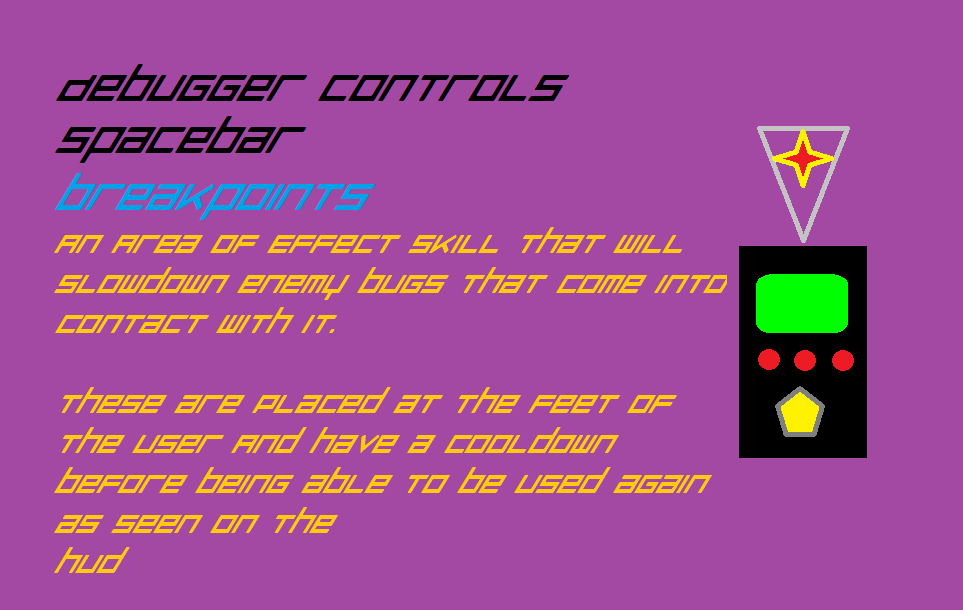 debugger controls
spacebar
breakpoints
an area of effect skill that will
slowdown enemy bugs that come into
contact with it.
these are placed at the feet of
the user and have a cooldown
before being able to be used again
as seen on the
hud